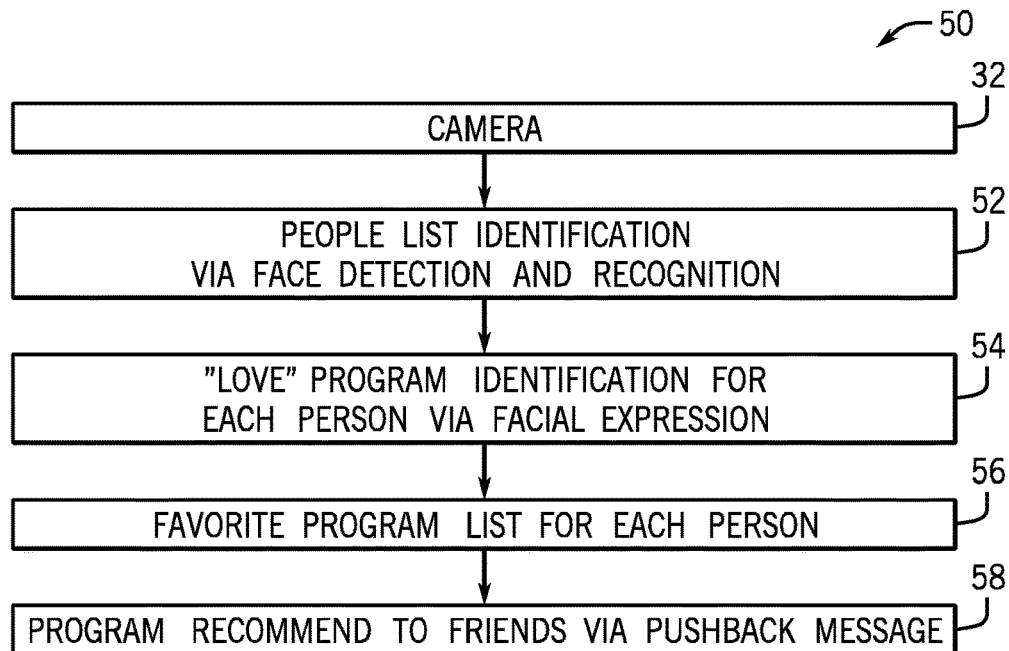 50
32
CAMERA
52
PEOPLE LIST IDENTIFICATION
VIA FACE DETECTION AND RECOGNITION
54
"LOVE" PROGRAM IDENTIFICATION FOR
EACH PERSON VIA FACIAL EXPRESSION
56
FAVORITE PROGRAM LIST FOR EACH PERSON
58
PROGRAM RECOMMEND TO FRIENDS VIA PUSHBACK MESSAGE